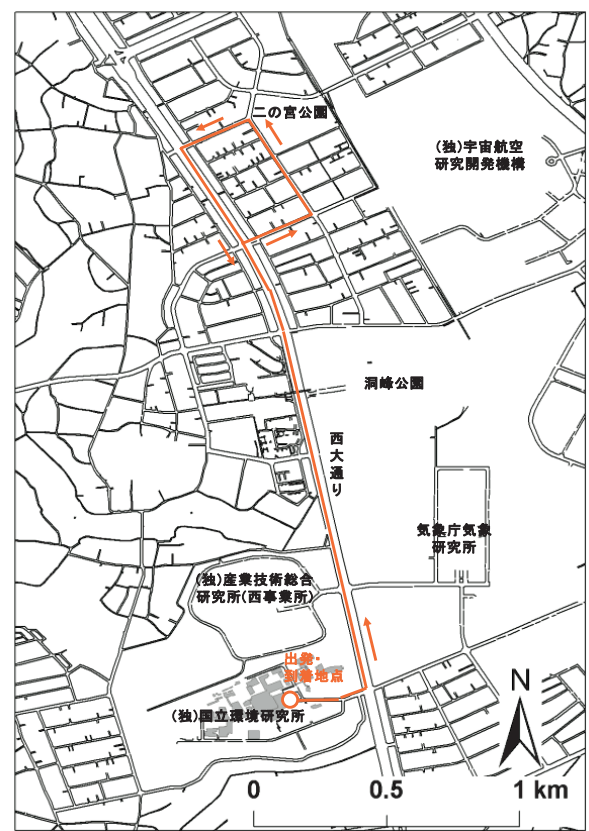 二の宮公園
(独)宇宙航空
研究開発機構
洞峰公園
西大通り
気象庁気象
研究所
(独)産業技術総合
研究所(西事業所)
出発・
到着地点
(独)国立環境研究所
N
0 0.5 1 km